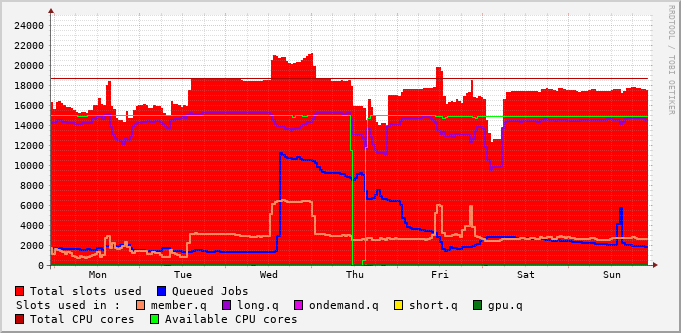 RRDTOOL / TOBI OETIKER
24000
22000
20000
18000
16000
14000
12000
10000
8000
6000
4000
2000
0
Mon Tue Wed Thu Fri Sat Sun
Total slots used Queued Jobs
Slots used in : member.q long.q ondemand.q short.q gpu.q
Total CPU cores Available CPU cores